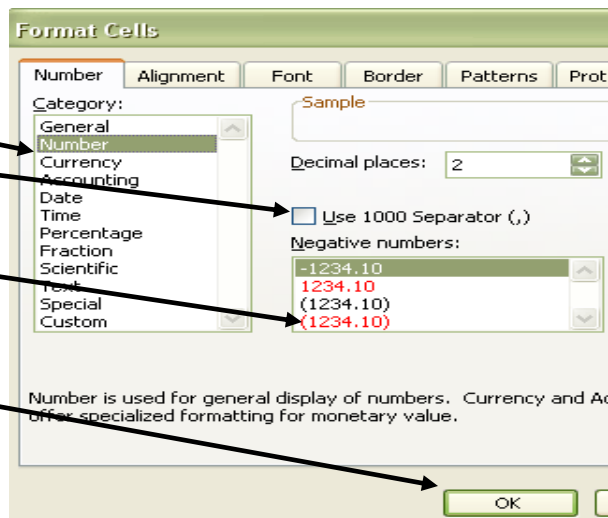 Format Cells
Number Alignment Font Border Patterns Prot
Category:
General
Number
Currency
Accounting
Date
Time
Percentage
Fraction
Scientific
Text
Special
Custom
Sample
Decimal places: 2
Use 1000 Separator (,)
Negative numbers:
-1234.10
1234.10
(1234.10)
(1234.10)
Number is used for general display of numbers. Currency and Ac
offer specialized formatting for monetary value.
OK